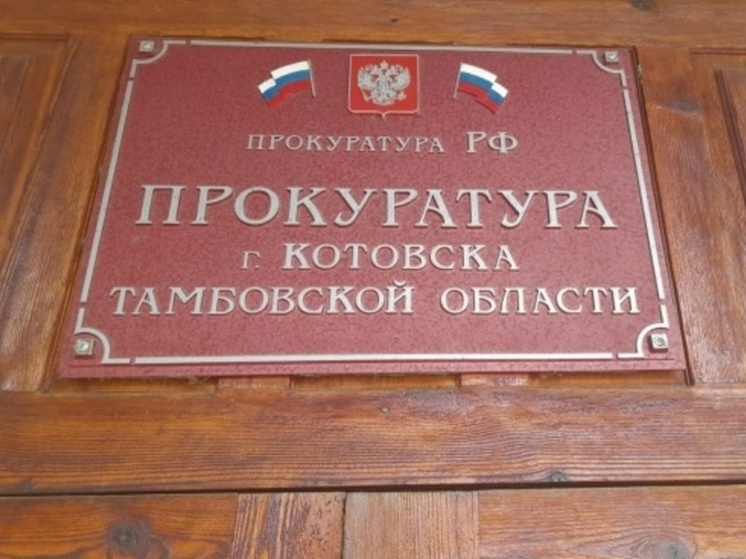 ПРОКУРАТУРА РФ
ПРОКУРАТУРА
г. КОТОВСКА
ТАМБОВСКОЙ ОБЛАСТИ